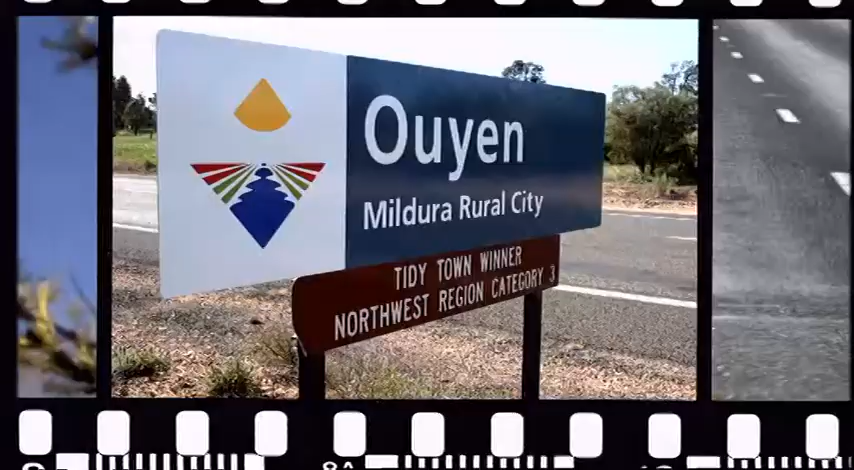 Ouyen
Mildura Rural City
TIDY TOWN WINNER
NORTHWEST REGION CATEGORY 3